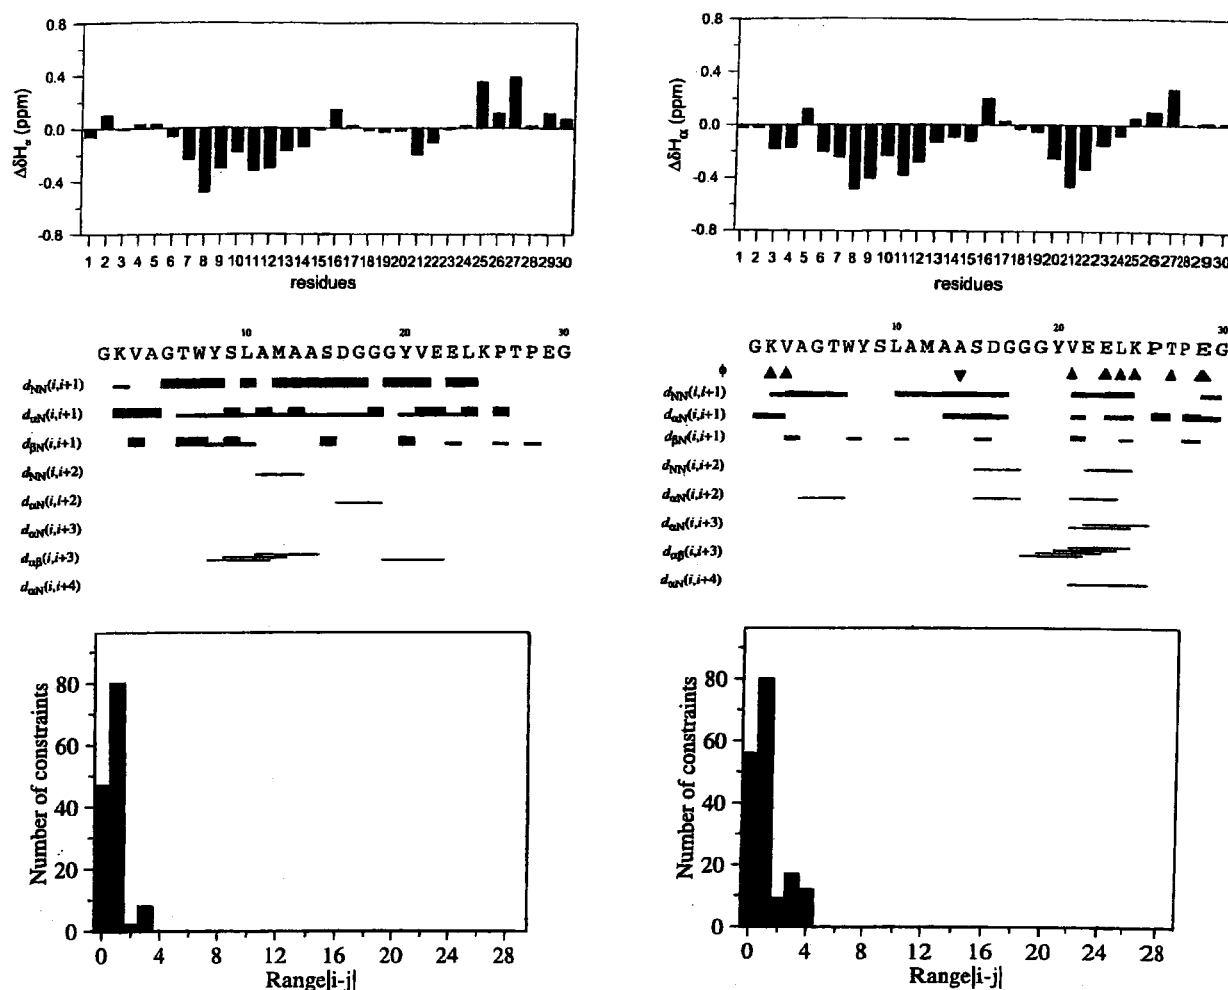 0.8
0.4
0.0
-0.4
-0.8
ΔδHα (ppm)
1 2 3 4 5 6 7 8 9 10 11 12 13 14 15 16 17 18 19 20 21 22 23 24 25 26 27 28 29 30
residues
10 20 30
GKVAGTWYSLAMAASDGGGYVEELKPTPEG
dNN(i,i+1)
dαN(i,i+1)
dβN(i,i+1)
dNN(i,i+2)
dαN(i,i+2)
dαN(i,i+3)
dαβ(i,i+3)
dαN(i,i+4)
80
60
40
20
0
Number of constraints
0 4 8 12 16 20 24 28
Range|i-j|
0.8
0.4
0.0
-0.4
-0.8
ΔδHα (ppm)
1 2 3 4 5 6 7 8 9 10 11 12 13 14 15 16 17 18 19 20 21 22 23 24 25 26 27 28 29 30
residues
10 20 30
GKVAGTWYSLAMAASDGGGYVEELKPTPEG
ϕ
dNN(i,i+1)
dαN(i,i+1)
dβN(i,i+1)
dNN(i,i+2)
dαN(i,i+2)
dαN(i,i+3)
dαβ(i,i+3)
dαN(i,i+4)
80
60
40
20
0
Number of constraints
0 4 8 12 16 20 24 28
Range|i-j|